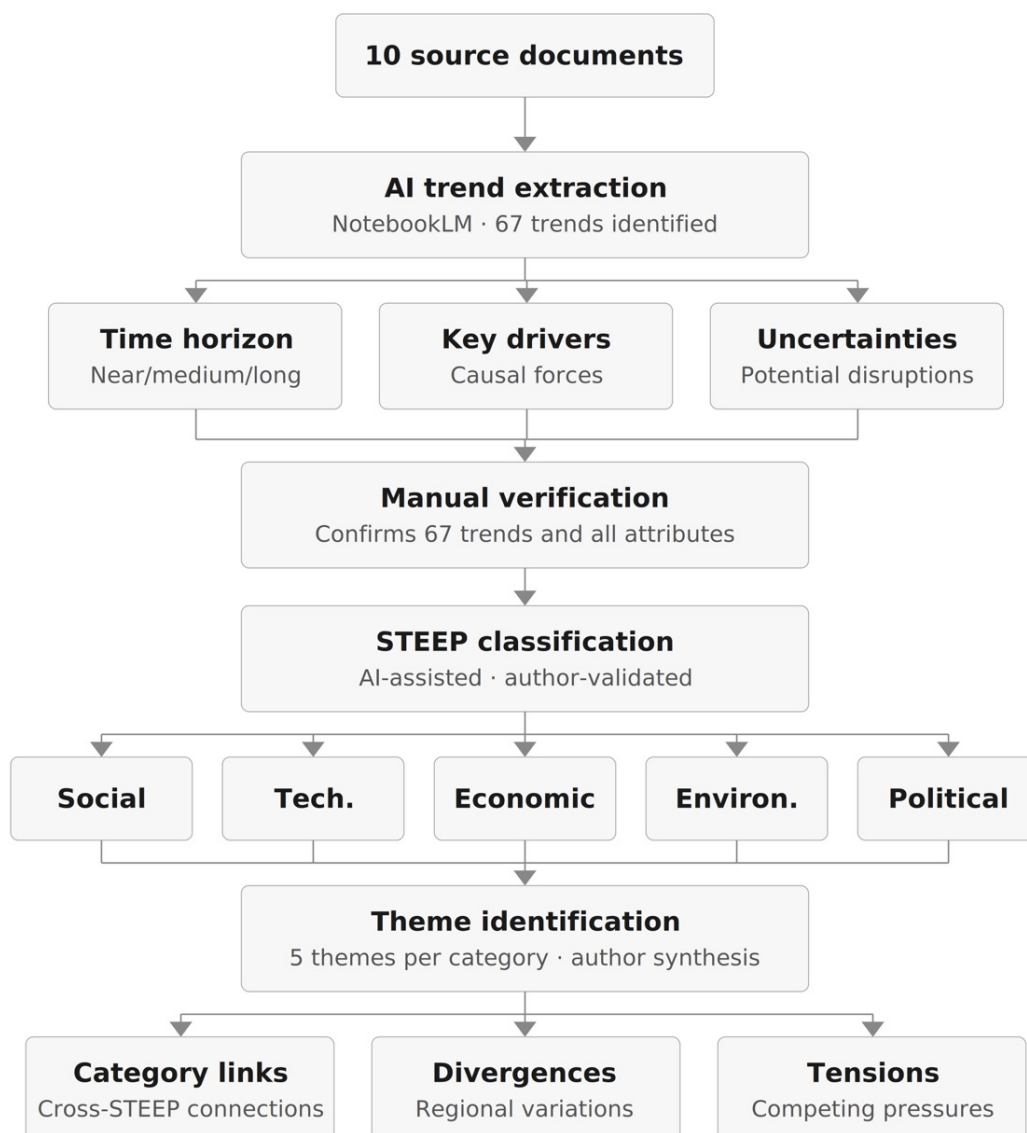 10 source documents
AI trend extraction
NotebookLM · 67 trends identified
Time horizon
Near/medium/long
Key drivers
Causal forces
Uncertainties
Potential disruptions
Manual verification
Confirms 67 trends and all attributes
STEEP classification
AI-assisted · author-validated
Social
Tech.
Economic
Environ.
Political
Theme identification
5 themes per category · author synthesis
Category links
Cross-STEEP connections
Divergences
Regional variations
Tensions
Competing pressures